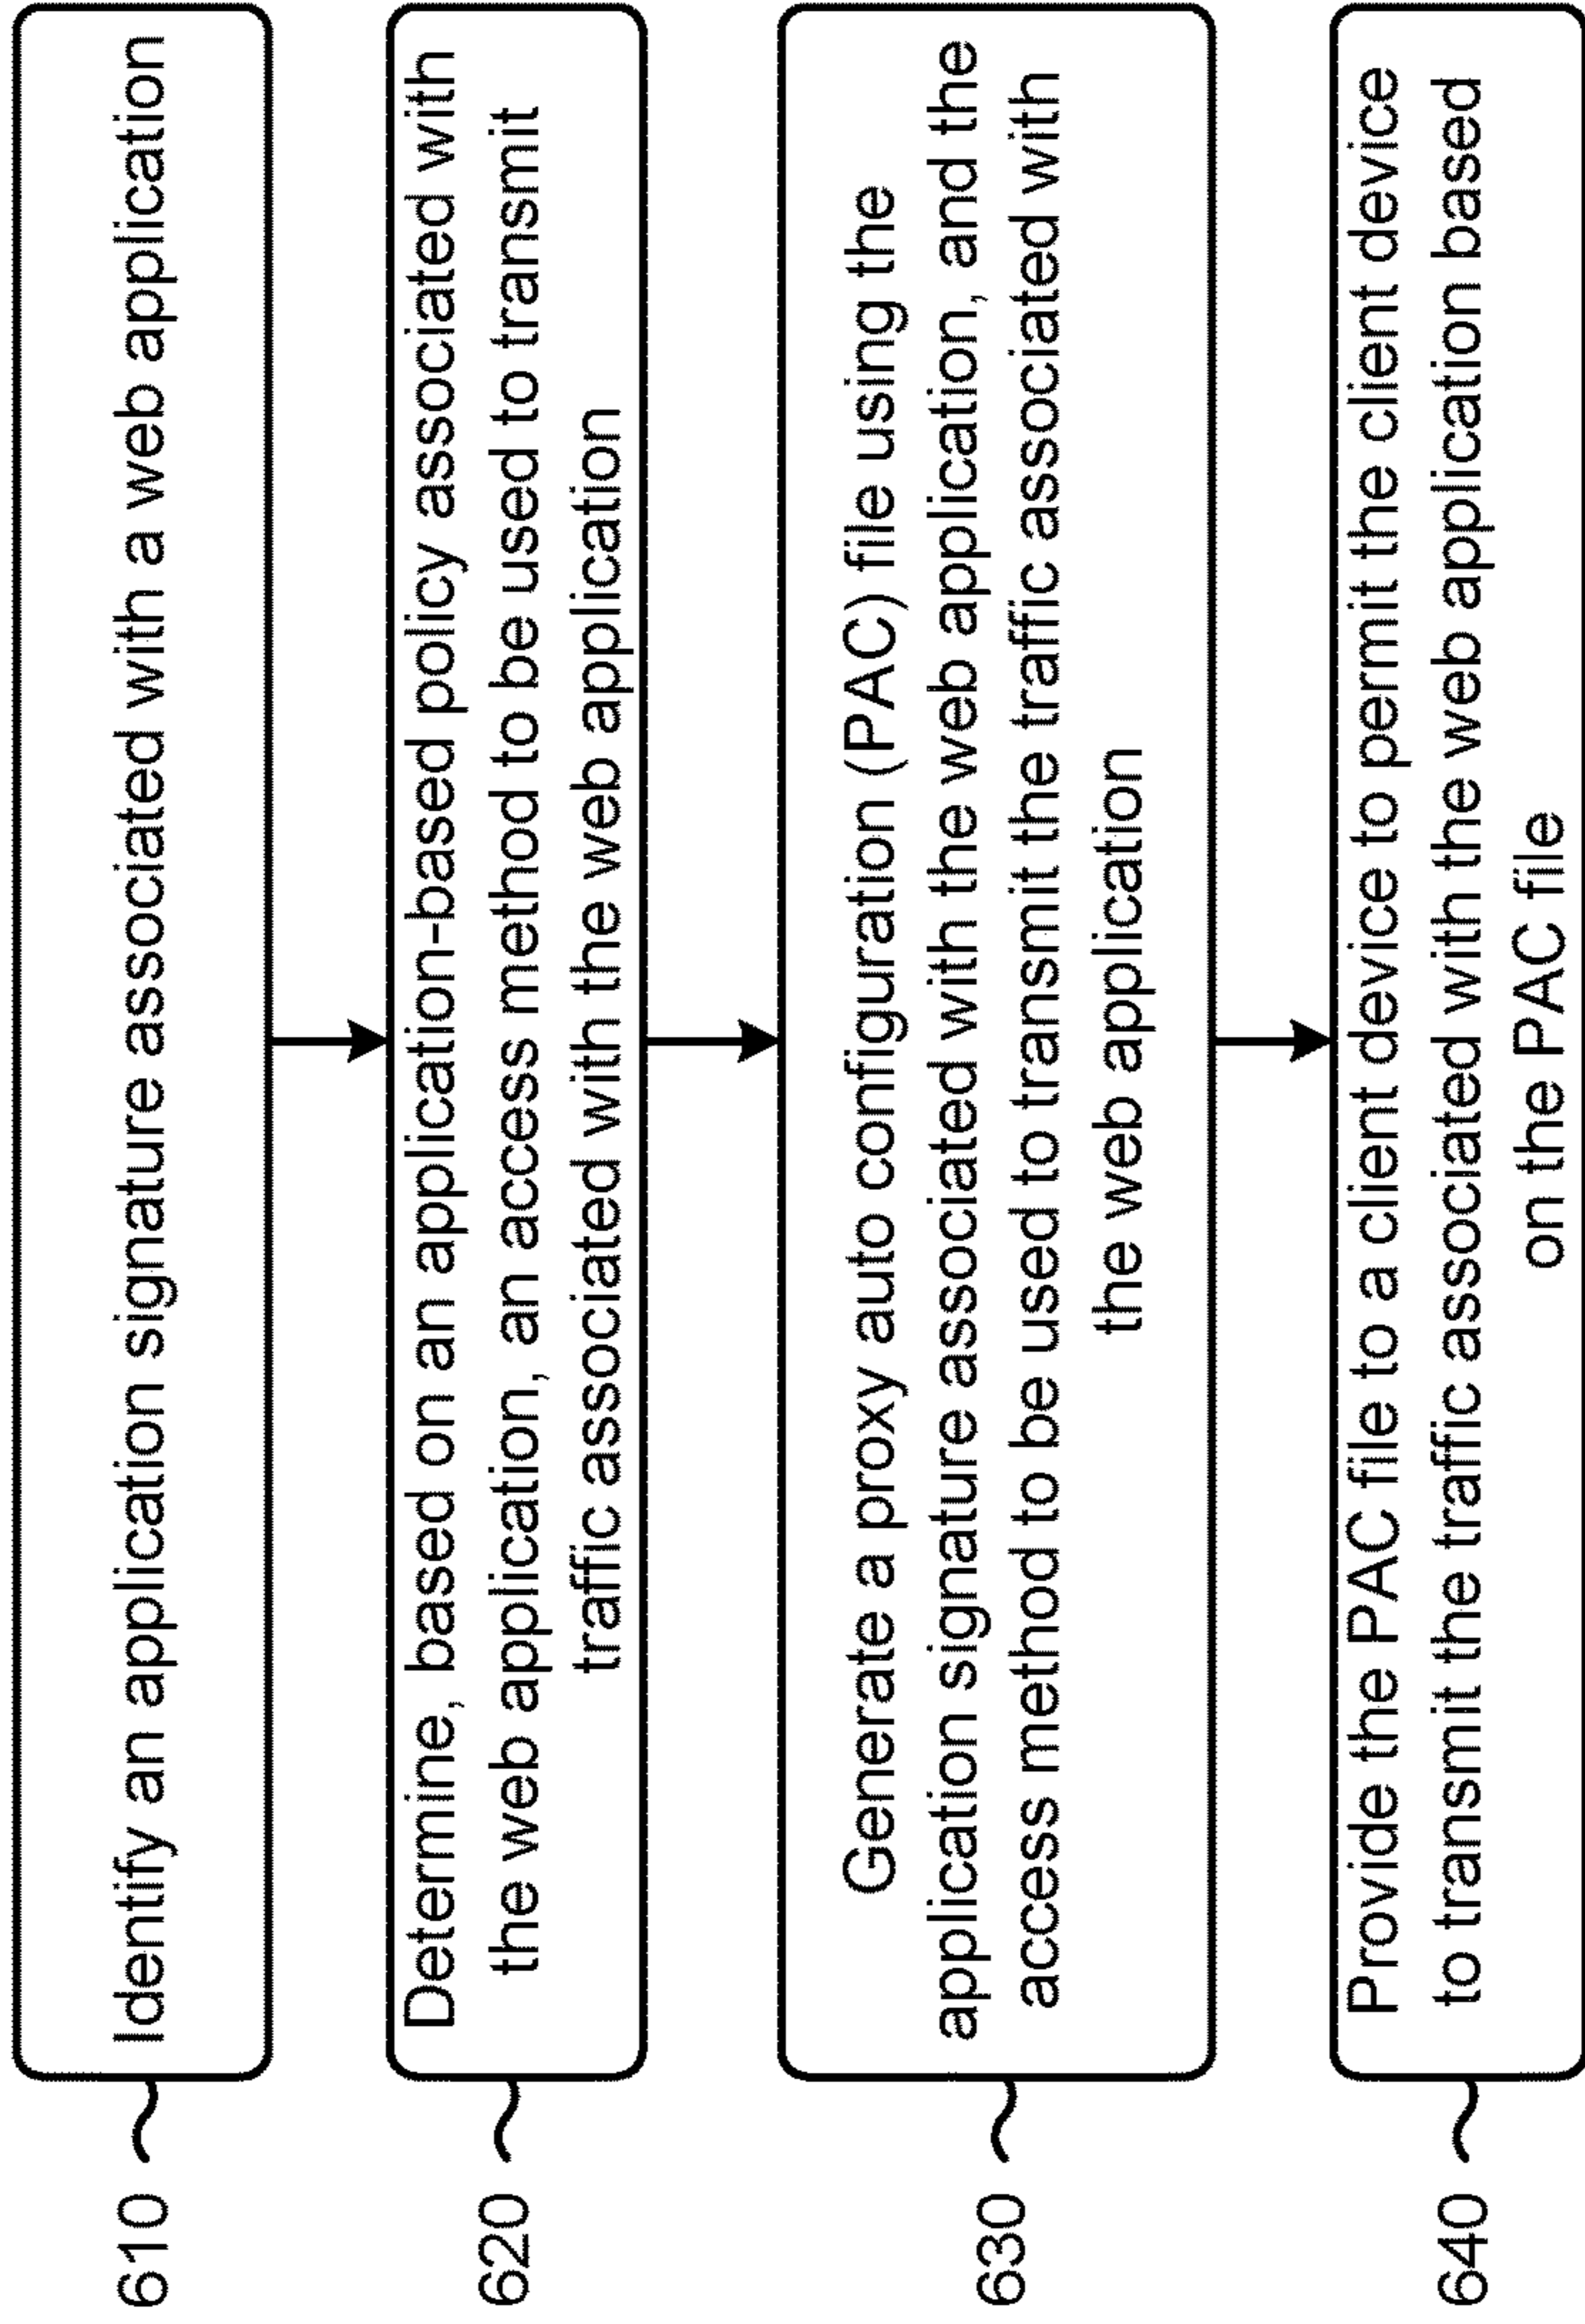 610
Identify an application signature associated with a web application
620
Determine, based on an application-based policy associated with
the web application, an access method to be used to transmit
traffic associated with the web application
630
Generate a proxy auto configuration (PAC) file using the
application signature associated with the web application, and the
access method to be used to transmit the traffic associated with
the web application
640
Provide the PAC file to a client device to permit the client device
to transmit the traffic associated with the web application based
on the PAC file